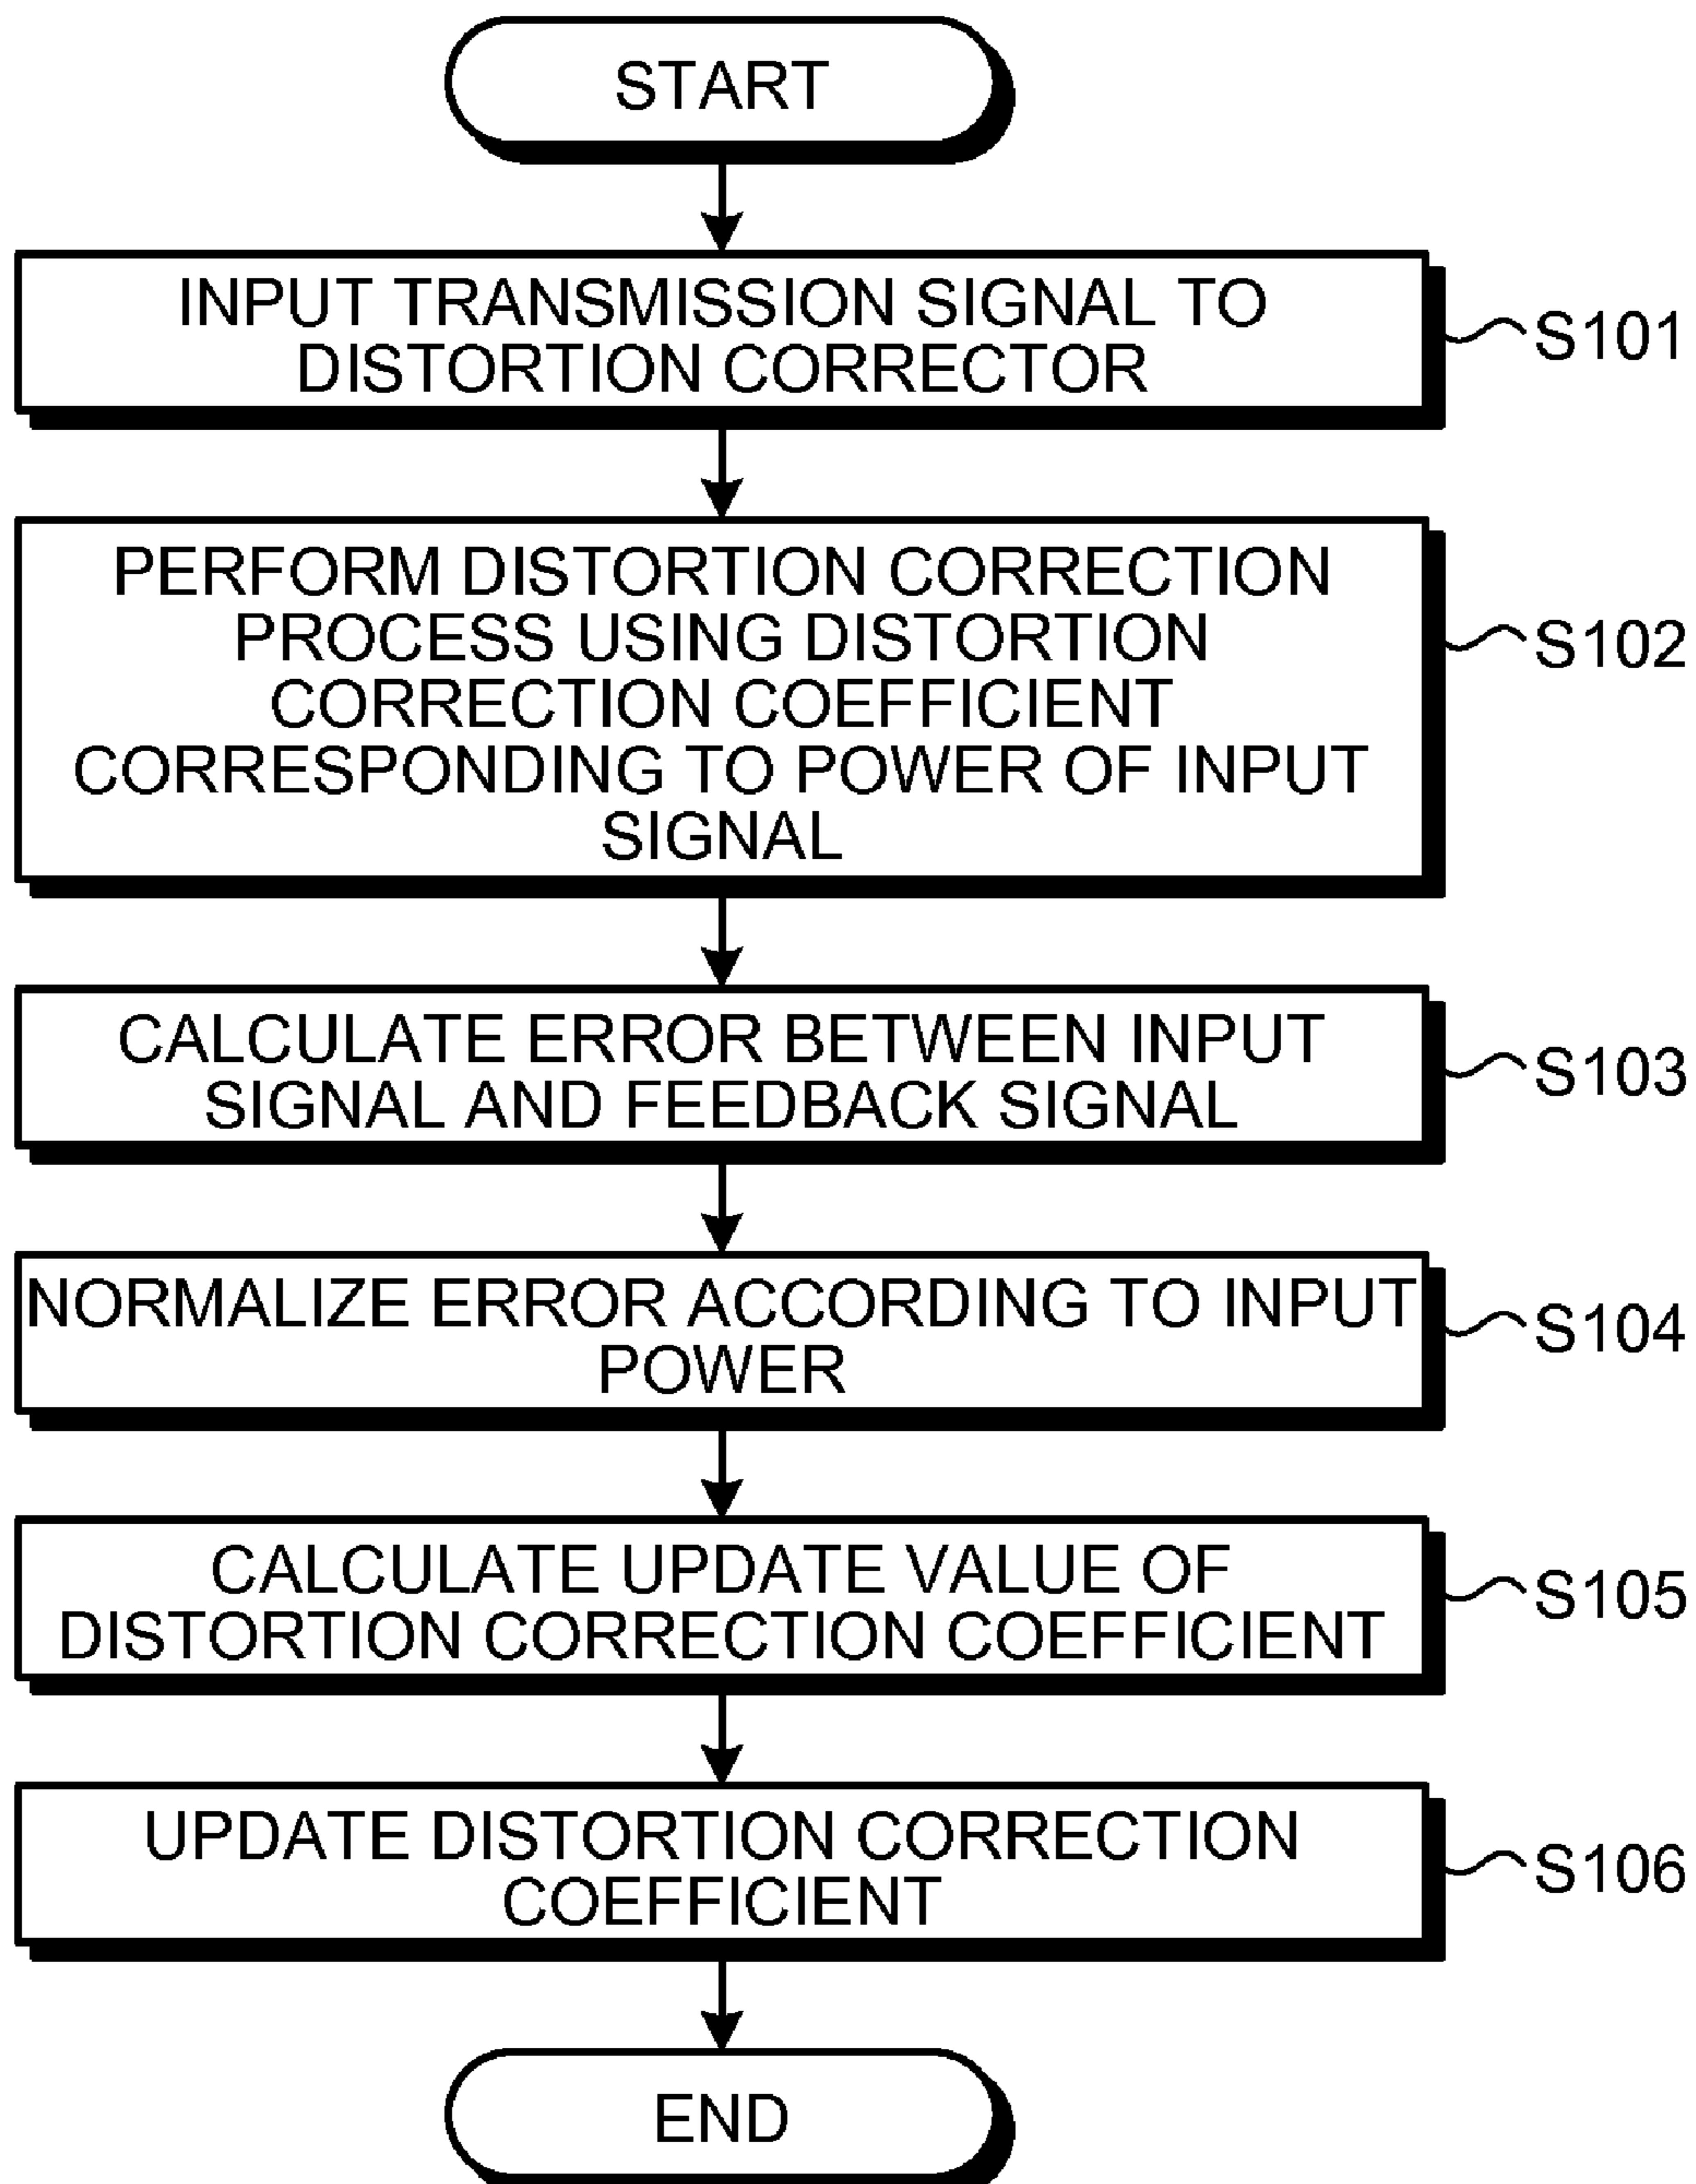 START
INPUT TRANSMISSION SIGNAL TO
DISTORTION CORRECTOR
S101
PERFORM DISTORTION CORRECTION
PROCESS USING DISTORTION
CORRECTION COEFFICIENT
CORRESPONDING TO POWER OF INPUT
SIGNAL
S102
CALCULATE ERROR BETWEEN INPUT
SIGNAL AND FEEDBACK SIGNAL
S103
NORMALIZE ERROR ACCORDING TO INPUT
POWER
S104
CALCULATE UPDATE VALUE OF
DISTORTION CORRECTION COEFFICIENT
S105
UPDATE DISTORTION CORRECTION
COEFFICIENT
S106
END